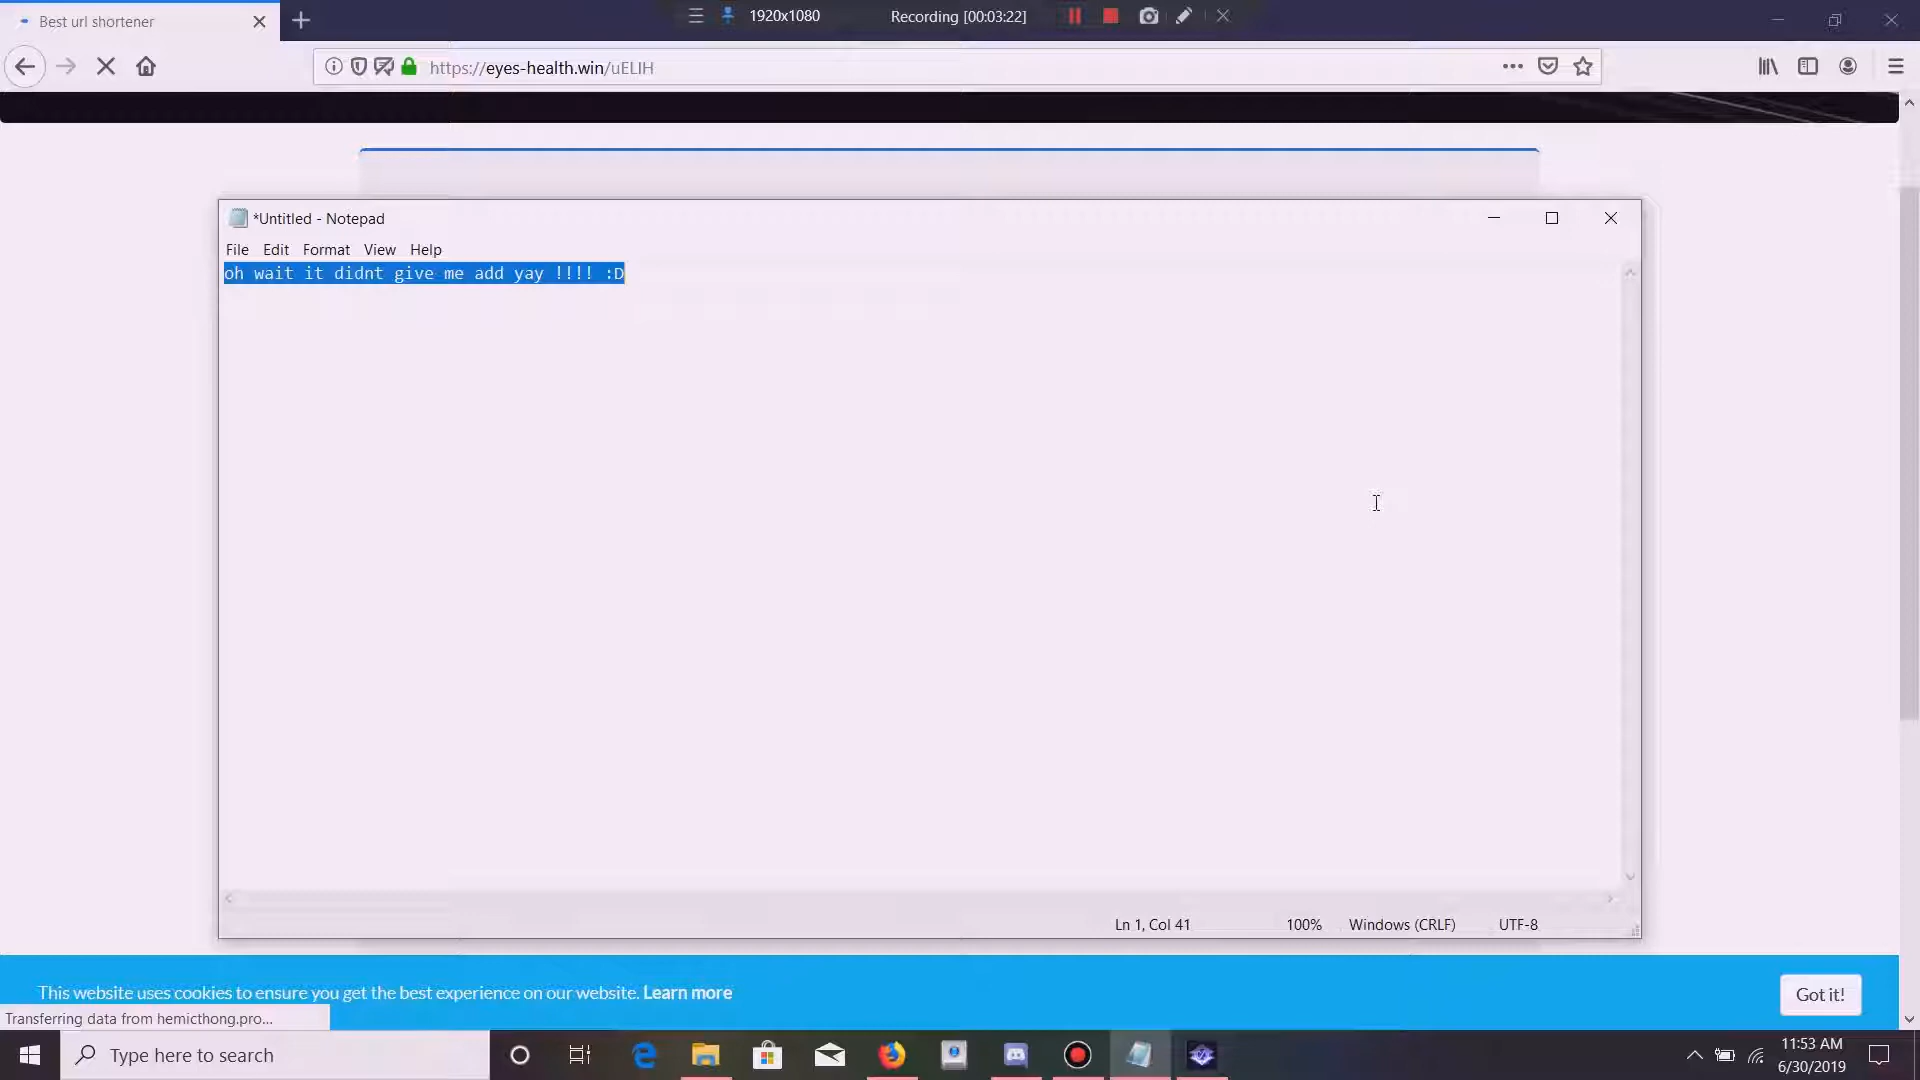 Best url shortener
1920x1080
Recording [00:03:22]
https://eyes-health.win/uELIH
*Untitled - Notepad
File Edit Format View Help
oh wait it didnt give me add yay !!!! :D
Ln 1, Col 41
100%
Windows (CRLF)
UTF-8
This website uses cookies to ensure you get the best experience on our website. Learn more
Got it!
Transferring data from hemicthong.pro...
Type here to search
11:53 AM
6/30/2019